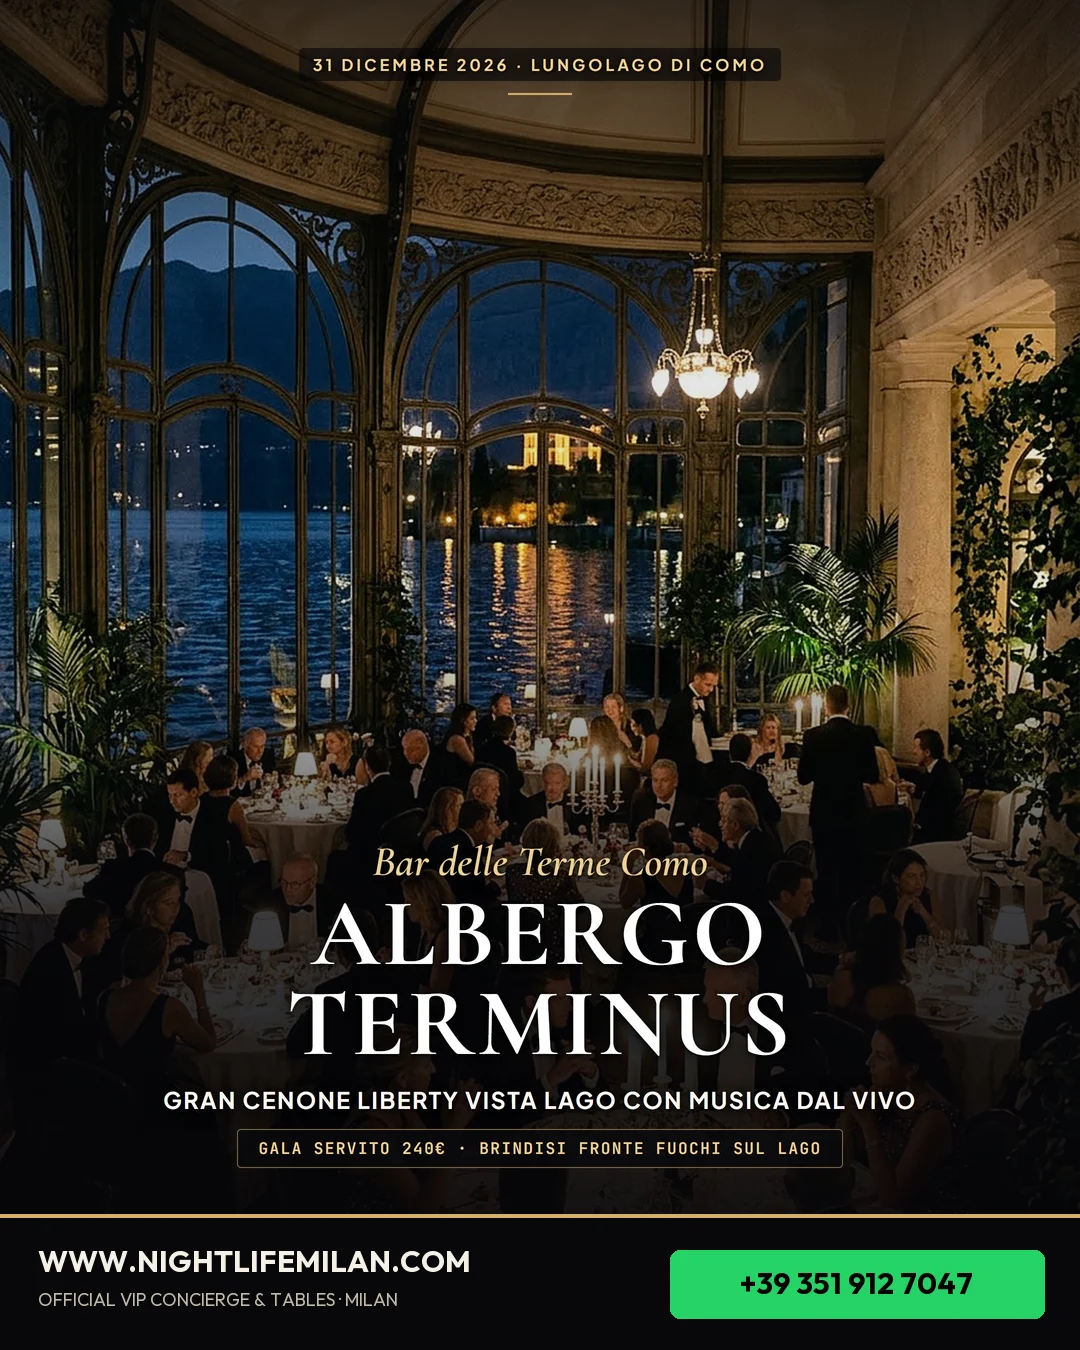 31 DICEMBRE 2026 · LUNGOLAGO DI COMO
Bar delle Terme Como
ALBERGO
TERMINUS
GRAN CENONE LIBERTY VISTA LAGO CON MUSICA DAL VIVO
GALA SERVITO 240€ · BRINDISI FRONTE FUOCHI SUL LAGO
WWW.NIGHTLIFEMILAN.COM
OFFICIAL VIP CONCIERGE & TABLES · MILAN
+39 351 912 7047